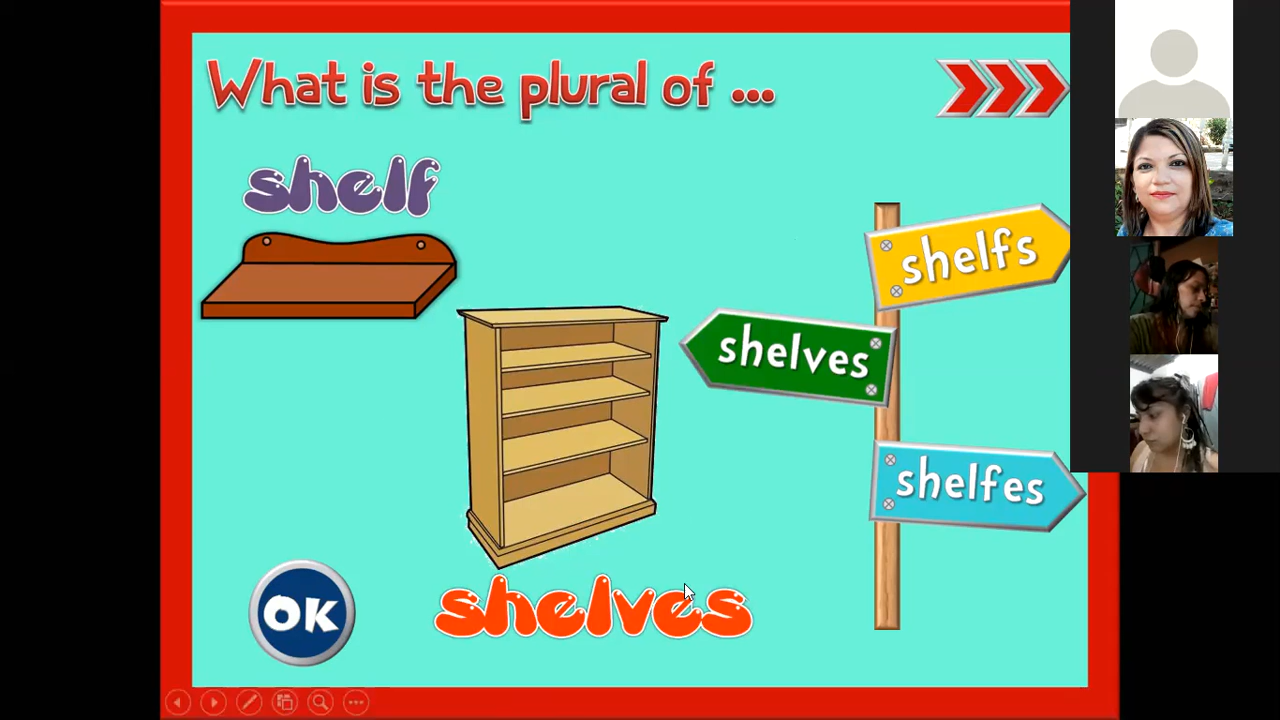 What is the plural of ...
shelf
shelfs
shelves
shelfes
OK
shelves